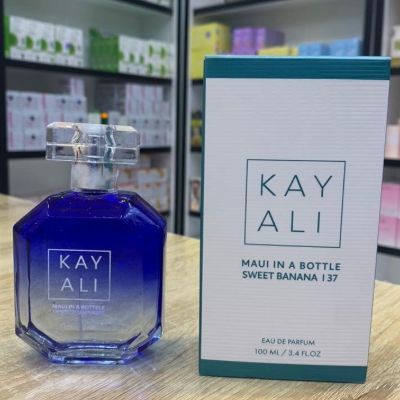 KAY
ALI
MAUI IN A BOTTLE
KAY
ALI
MAUI IN A BOTTLE
SWEET BANANA | 37
EAU DE PARFUM
100 ML / 3.4 FL.OZ